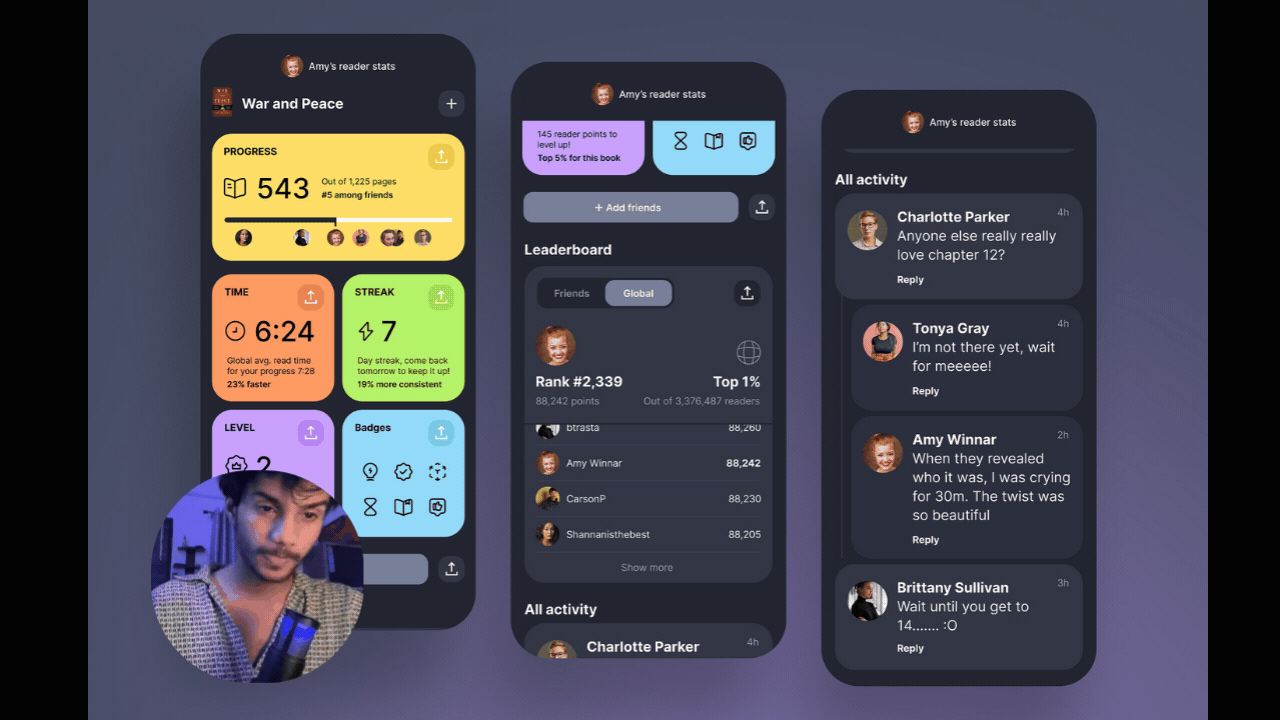 Amy's reader stats
War and Peace
PROGRESS
543
Out of 1,225 pages
#5 among friends
TIME
6:24
Global avg. read time
for your progress 7:28
23% faster
STREAK
7
Day streak, come back
tomorrow to keep it up!
19% more consistent
LEVEL
2
Badges
Amy's reader stats
145 reader points to
level up!
Top 5% for this book
+ Add friends
Leaderboard
Friends
Global
Rank #2,339
Top 1%
88,242 points
Out of 3,376,487 readers
btrasta 88,260
Amy Winnar 88,242
CarsonP 88,230
Shannanisthebest 88,205
Show more
All activity
Charlotte Parker 4h
Amy's reader stats
All activity
Charlotte Parker 4h
Anyone else really really
love chapter 12?
Reply
Tonya Gray 4h
I'm not there yet, wait
for meeeee!
Reply
Amy Winnar 2h
When they revealed
who it was, I was crying
for 30m. The twist was
so beautiful
Reply
Brittany Sullivan 3h
Wait until you get to
14....... :O
Reply